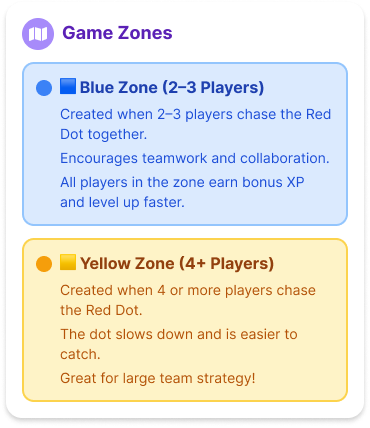 Game Zones
🟦 Blue Zone (2–3 Players)
Created when 2–3 players chase the Red
Dot together.
Encourages teamwork and collaboration.
All players in the zone earn bonus XP
and level up faster.
🟨 Yellow Zone (4+ Players)
Created when 4 or more players chase
the Red Dot.
The dot slows down and is easier to
catch.
Great for large team strategy!